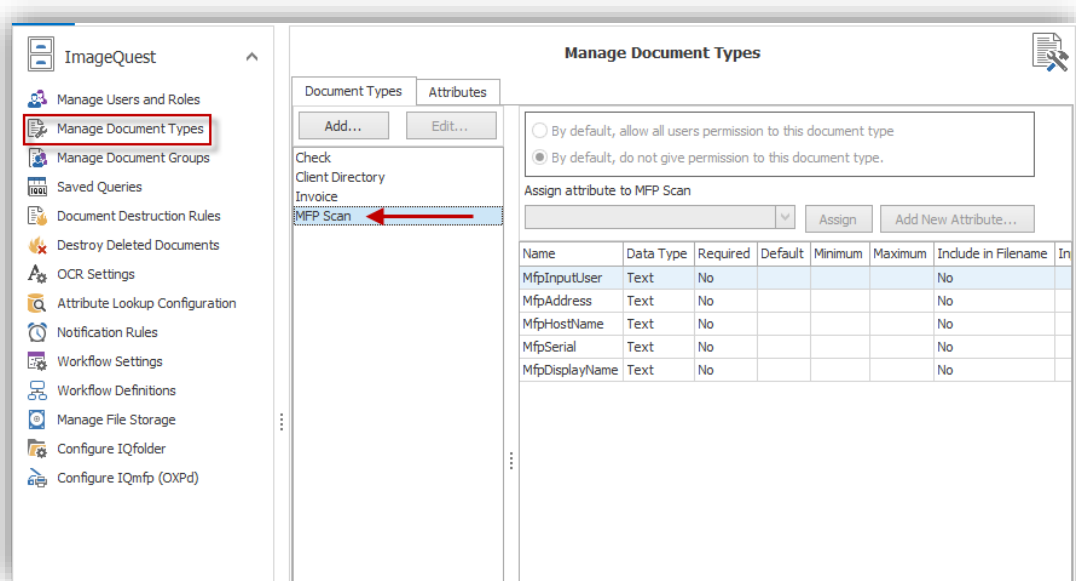 ImageQuest
Manage Users and Roles
Manage Document Types
Manage Document Groups
Saved Queries
Document Destruction Rules
Destroy Deleted Documents
OCR Settings
Attribute Lookup Configuration
Notification Rules
Workflow Settings
Workflow Definitions
Manage File Storage
Configure IQfolder
Configure IQmfp (OXPd)
Manage Document Types
Document Types Attributes
Add... Edit...
Check
Client Directory
Invoice
MFP Scan
By default, allow all users permission to this document type
By default, do not give permission to this document type.
Assign attribute to MFP Scan
Assign Add New Attribute...
Name Data Type Required Default Minimum Maximum Include in Filename In
MfpInputUser Text No No
MfpAddress Text No No
MfpHostName Text No No
MfpSerial Text No No
MfpDisplayName Text No No